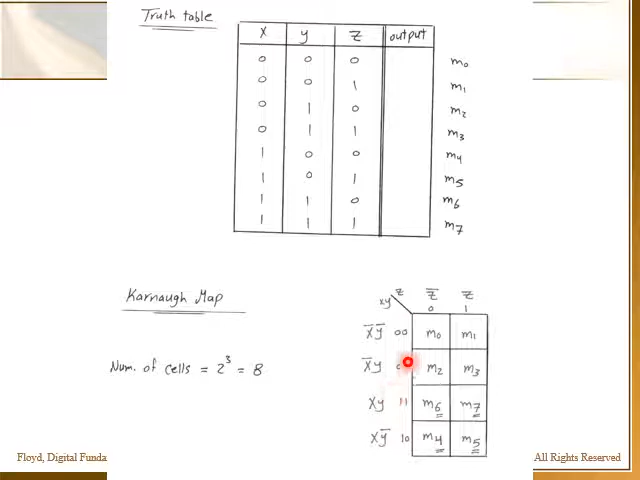 Truth table
x y z output
0 0 0 m0
0 0 1 m1
0 1 0 m2
0 1 1 m3
1 0 0 m4
1 0 1 m5
1 1 0 m6
1 1 1 m7
Karnaugh Map
Num. of cells = 2³ = 8
z z̅ z
xy 0 1
x̅y̅ 00 m0 m1
x̅y 0 m2 m3
xy 11 m6 m7
xy̅ 10 m4 m5
Floyd, Digital Funda
All Rights Reserved